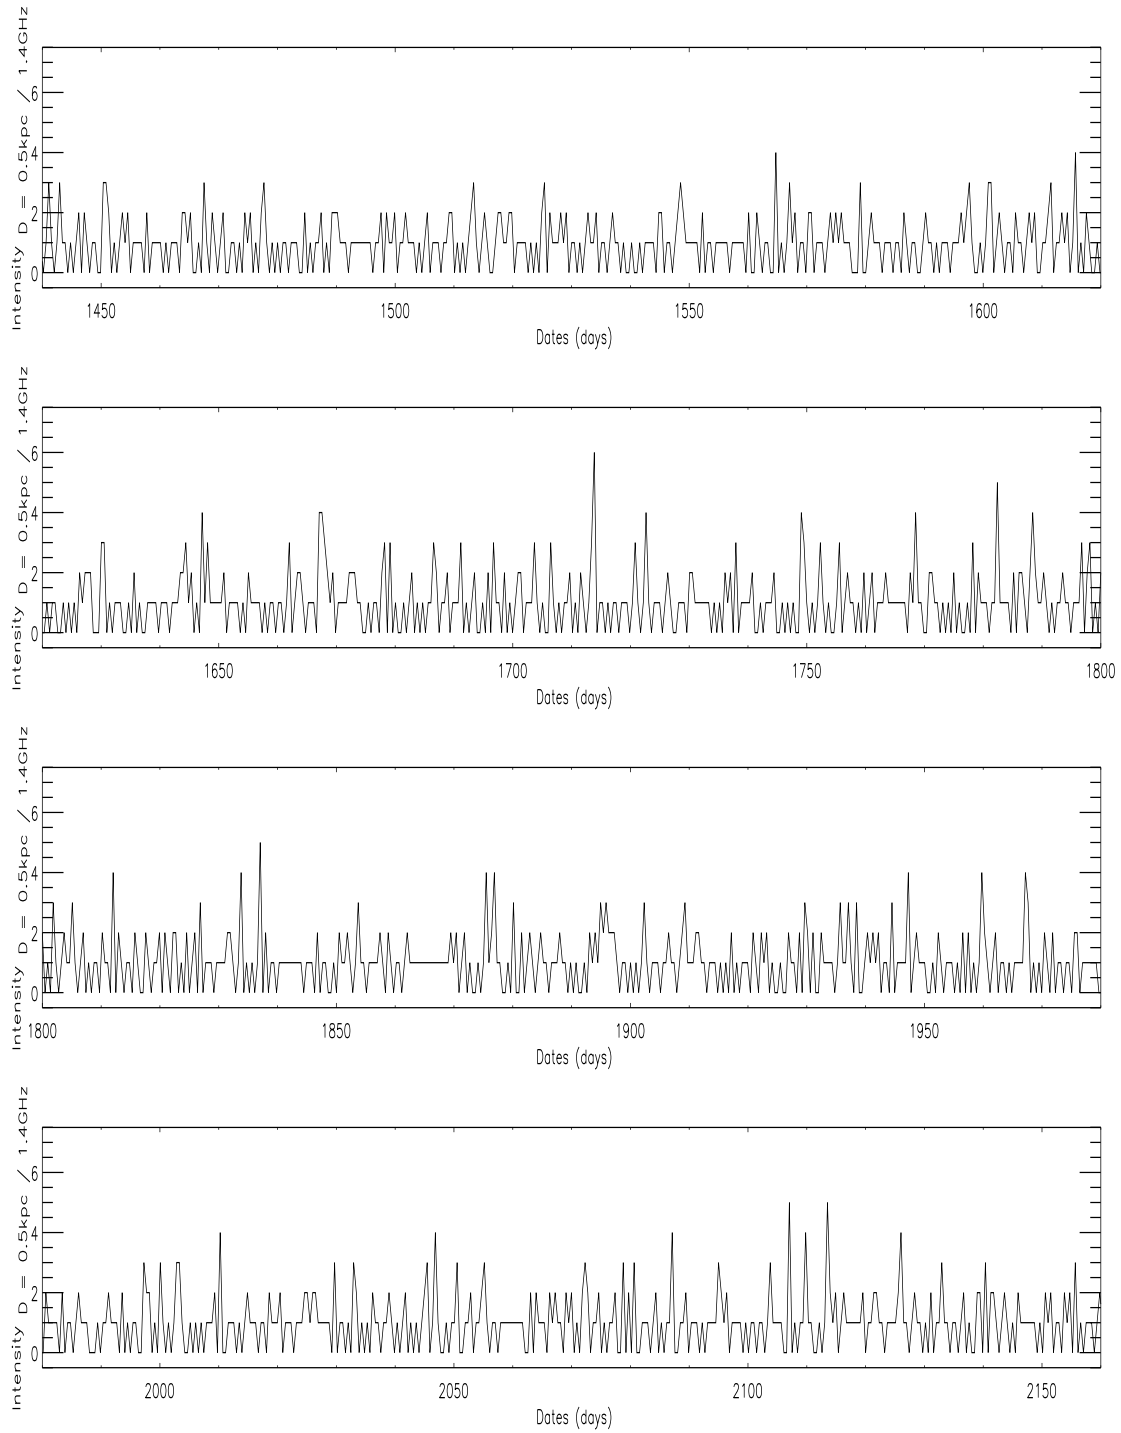 Intensity D = 0.5kpc / 1.4GHz
6
4
2
0
1450 1500 1550 1600
Dates (days)
Intensity D = 0.5kpc / 1.4GHz
6
4
2
0
1650 1700 1750 1800
Dates (days)
Intensity D = 0.5kpc / 1.4GHz
6
4
2
0
1800 1850 1900 1950
Dates (days)
Intensity D = 0.5kpc / 1.4GHz
6
4
2
0
2000 2050 2100 2150
Dates (days)